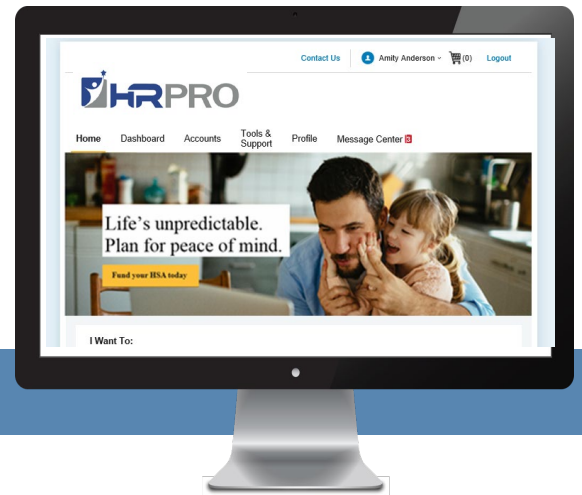 Contact Us
Amity Anderson
(0)
Logout
HRPRO
Home
Dashboard
Accounts
Tools &
Support
Profile
Message Center
Life's unpredictable.
Plan for peace of mind.
Fund your HSA today
I Want To: